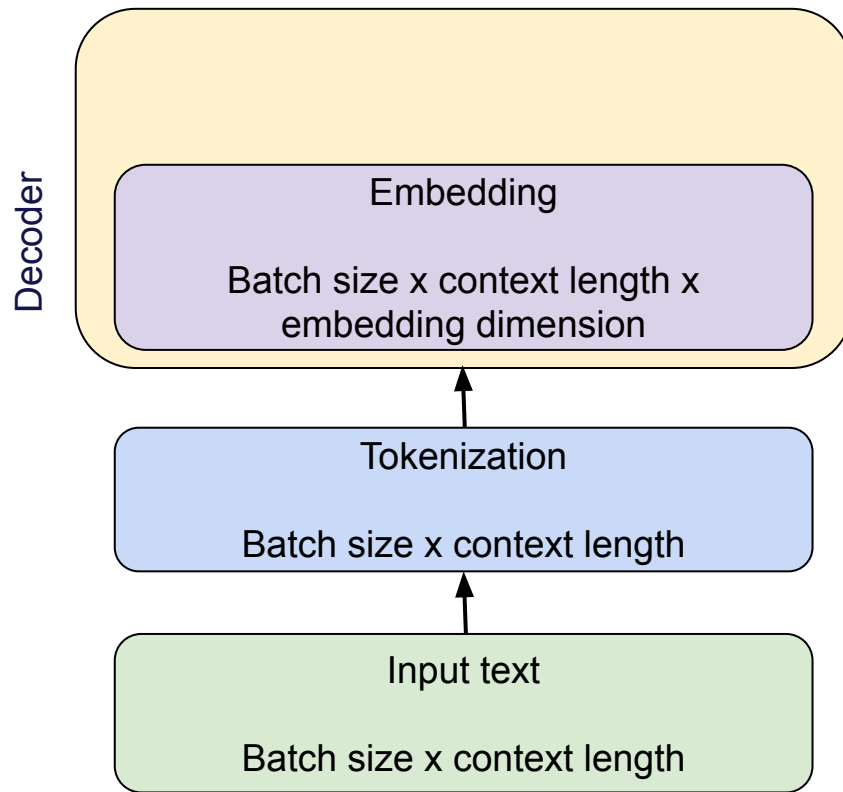 Decoder
Embedding
Batch size x context length x
embedding dimension
Tokenization
Batch size x context length
Input text
Batch size x context length